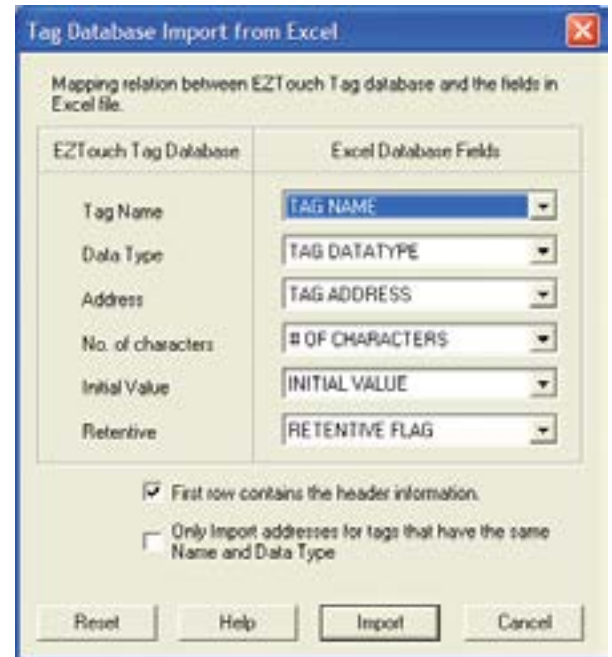 Tag Database Import from Excel
Mapping relation between EZTouch Tag database and the fields in
Excel file.
EZTouch Tag Database Excel Database Fields
Tag Name TAG NAME
Data Type TAG DATATYPE
Address TAG ADDRESS
No. of characters # OF CHARACTERS
Initial Value INITIAL VALUE
Retentive RETENTIVE FLAG
First row contains the header information.
Only Import addresses for tags that have the same
Name and Data Type
Reset Help Import Cancel